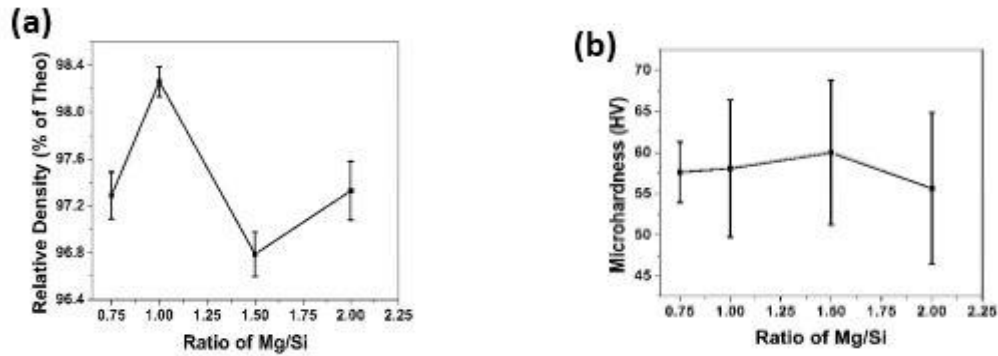 (a)
Relative Density (% of Theo)
98.4
98.0
97.6
97.2
96.8
96.4
0.75 1.00 1.25 1.50 1.75 2.00 2.25
Ratio of Mg/Si
(b)
Microhardness (HV)
70
65
60
55
50
45
0.75 1.00 1.25 1.50 1.75 2.00 2.25
Ratio of Mg/Si